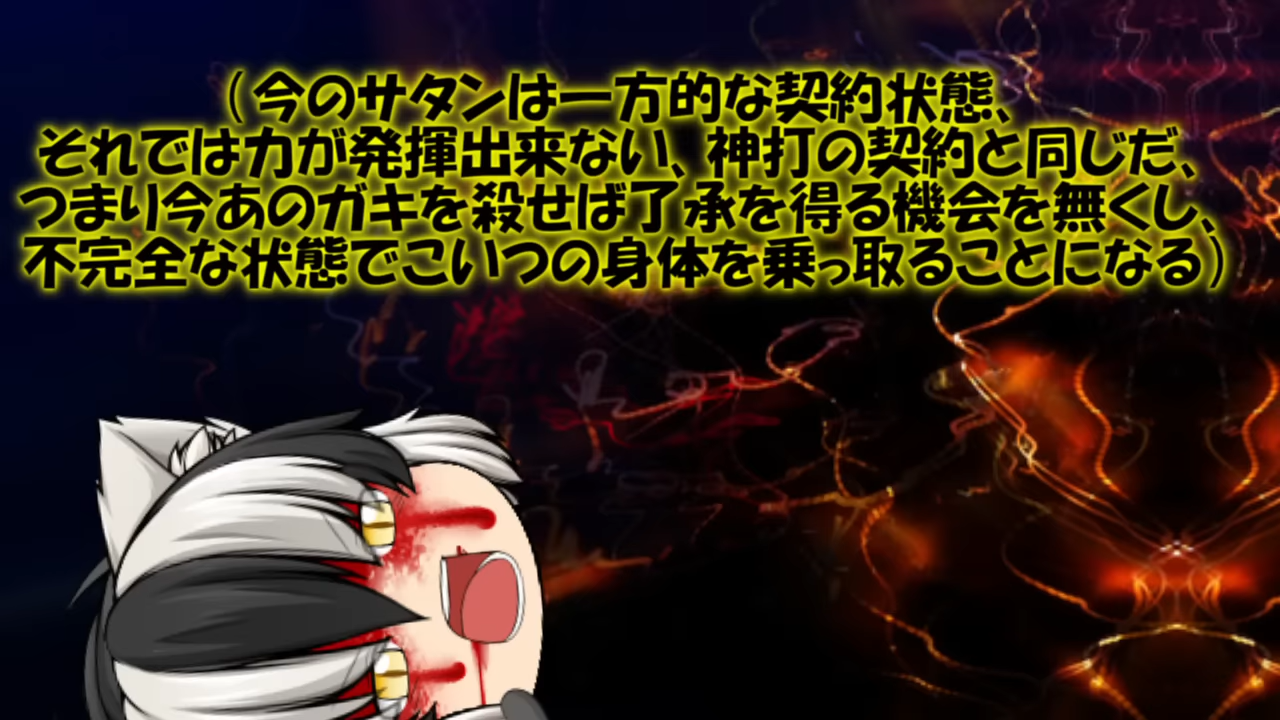 （今のサタンは一方的な契約状態、
それでは力が発揮出来ない、神打の契約と同じだ、
つまり今あのガキを殺せば了承を得る機会を無くし、
不完全な状態でこいつの身体を乗っ取ることになる）